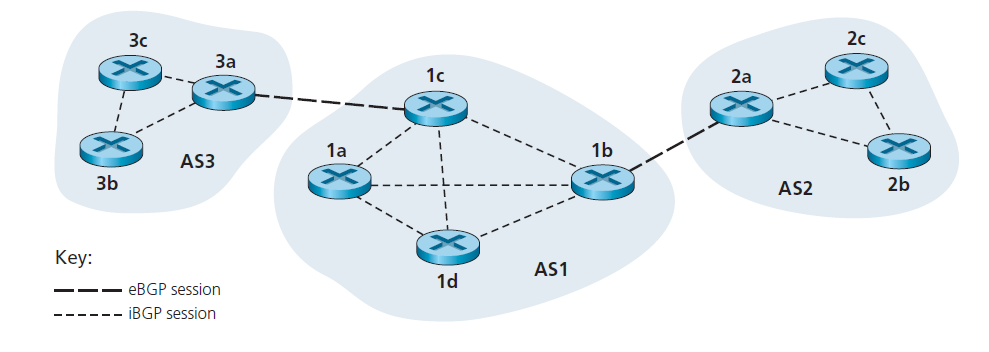 3c
3a
3b
AS3
1c
1a
1b
1d
AS1
2a
2c
2b
AS2
Key:
eBGP session
iBGP session